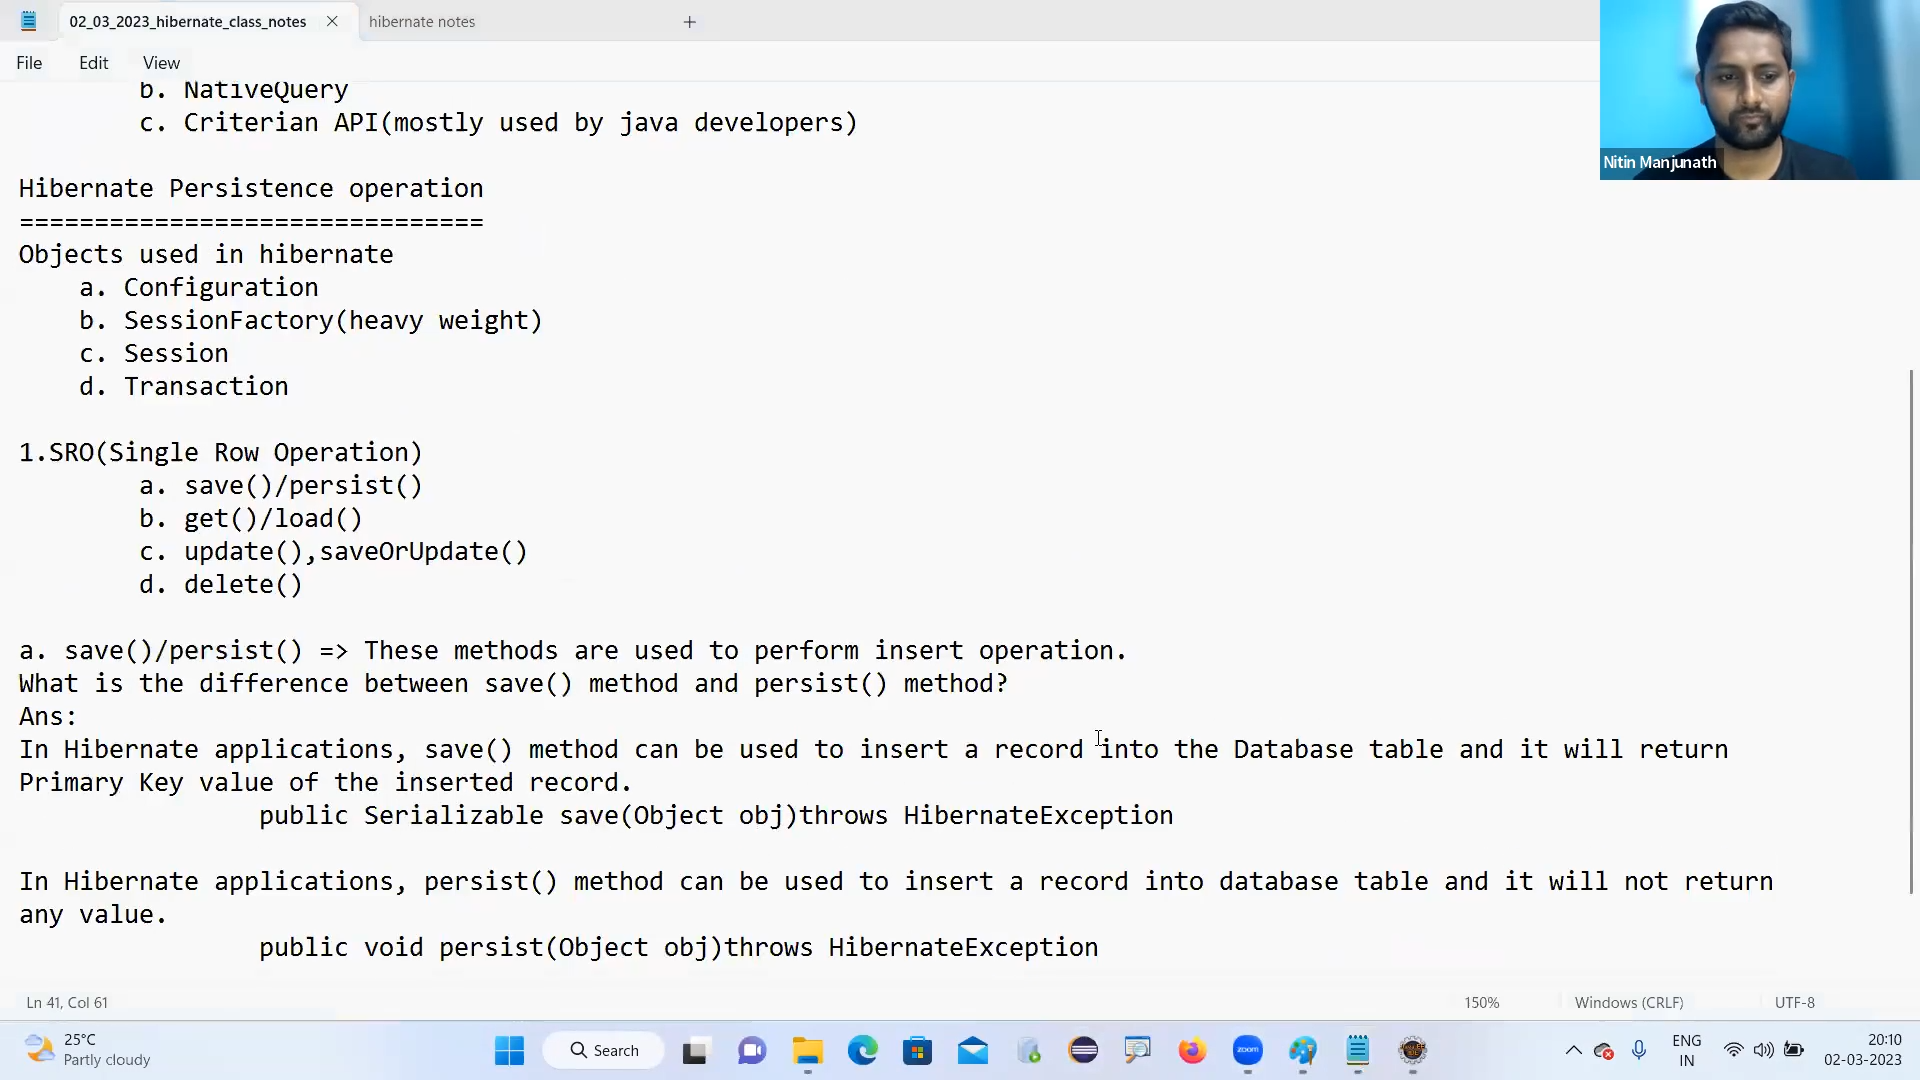 02_03_2023_hibernate_class_notes
hibernate notes
File Edit View
b. NativeQuery
c. Criterian API(mostly used by java developers)
Nitin Manjunath
Hibernate Persistence operation
===============================
Objects used in hibernate
a. Configuration
b. SessionFactory(heavy weight)
c. Session
d. Transaction
1.SRO(Single Row Operation)
a. save()/persist()
b. get()/load()
c. update(),saveOrUpdate()
d. delete()
a. save()/persist() => These methods are used to perform insert operation.
What is the difference between save() method and persist() method?
Ans:
In Hibernate applications, save() method can be used to insert a record into the Database table and it will return
Primary Key value of the inserted record.
public Serializable save(Object obj)throws HibernateException
In Hibernate applications, persist() method can be used to insert a record into database table and it will not return
any value.
public void persist(Object obj)throws HibernateException
Ln 41, Col 61 150% Windows (CRLF) UTF-8
25°C
Partly cloudy
Search
zoom
ENG
IN
20:10
02-03-2023